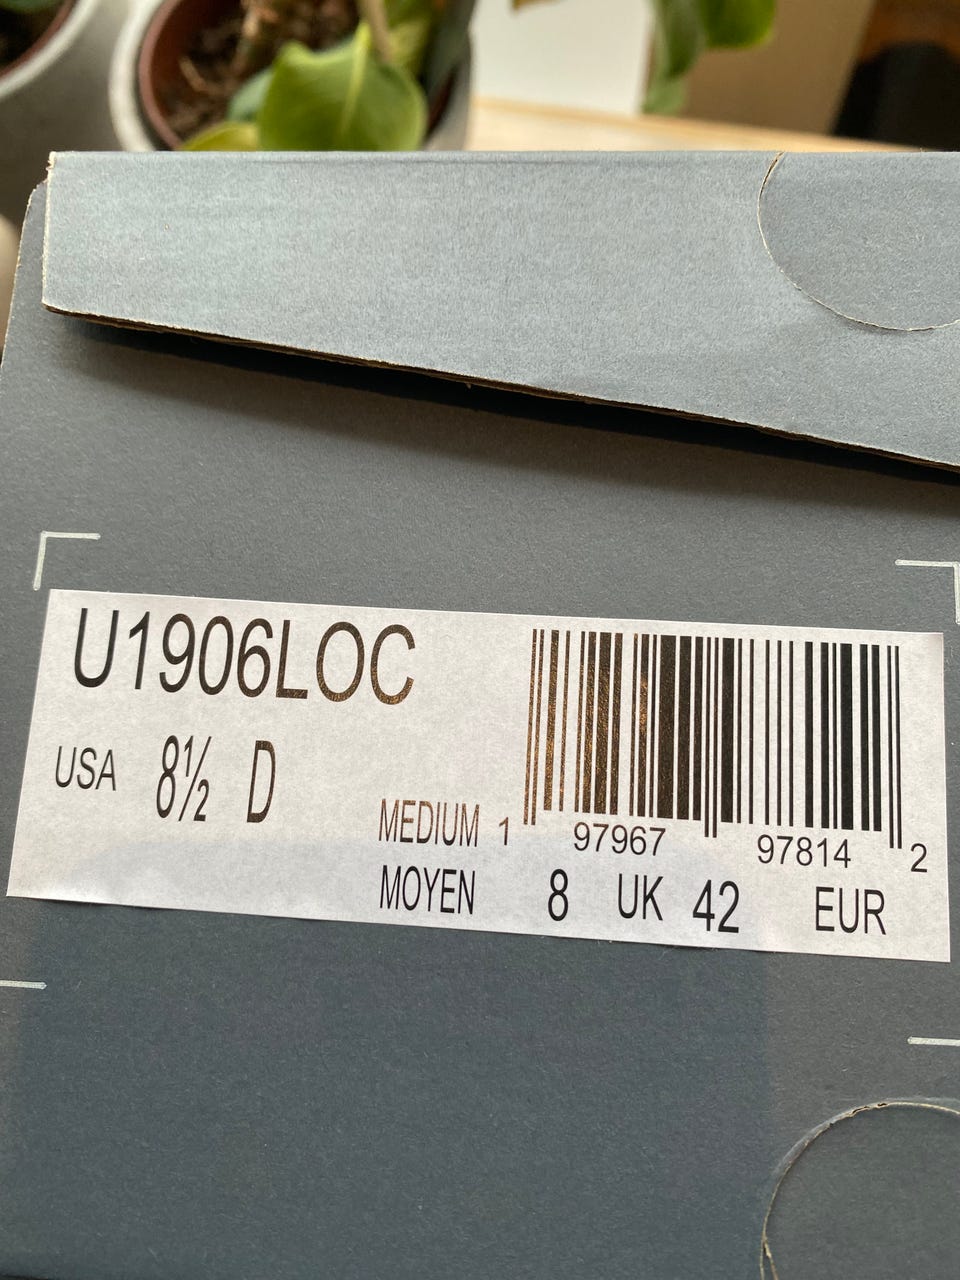 U1906LOC
USA 8½ D
1 97967 97814 2
MEDIUM
MOYEN 8 UK 42 EUR